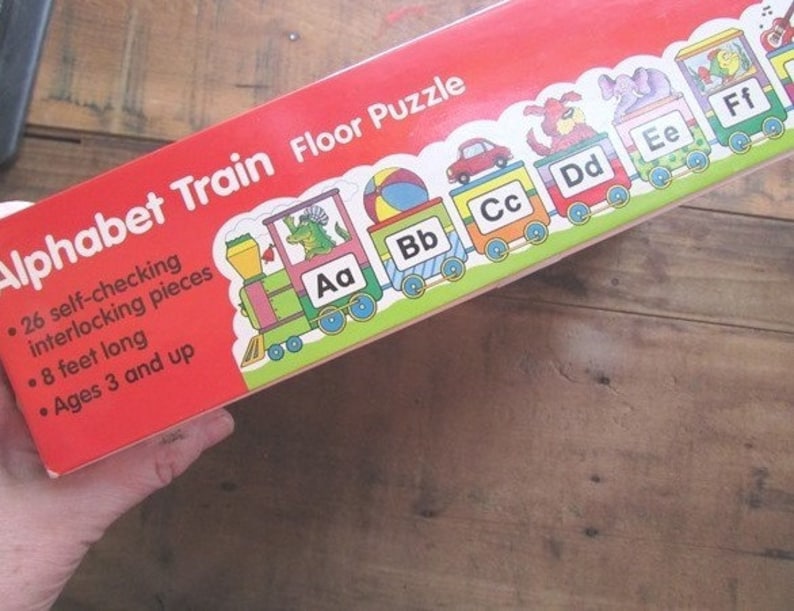 Alphabet Train Floor Puzzle
• 26 self-checking
interlocking pieces
• 8 feet long
• Ages 3 and up
Aa
Bb
Cc
Dd
Ee
Ff